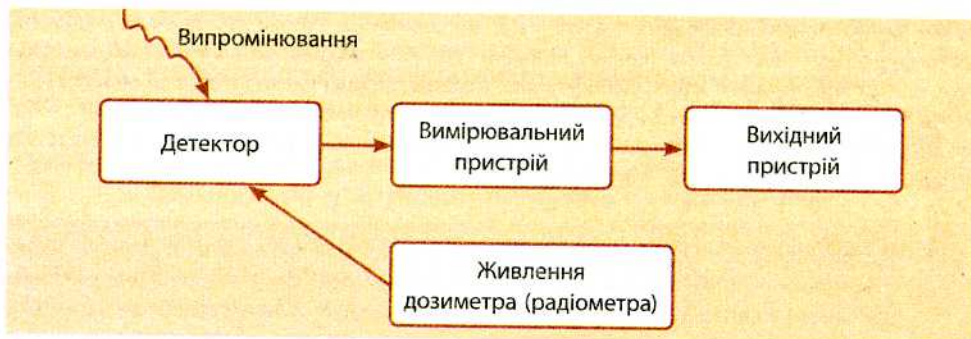 Випромінювання
Детектор
Вимірювальний
пристрій
Вихідний
пристрій
Живлення
дозиметра (радіометра)